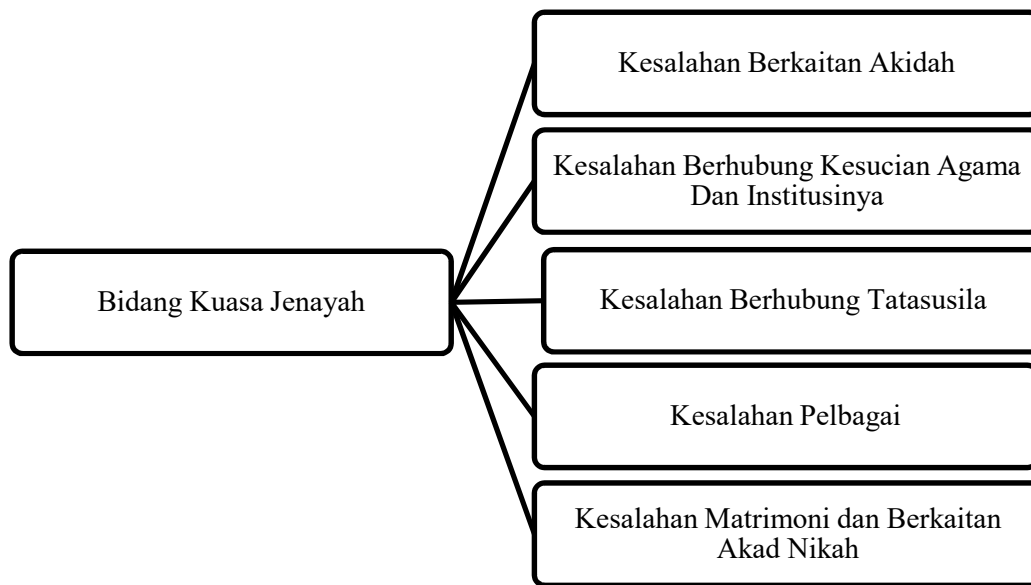 Bidang Kuasa Jenayah
Kesalahan Berkaitan Akidah
Kesalahan Berhubung Kesucian Agama
Dan Institusinya
Kesalahan Berhubung Tatasusila
Kesalahan Pelbagai
Kesalahan Matrimoni dan Berkaitan
Akad Nikah